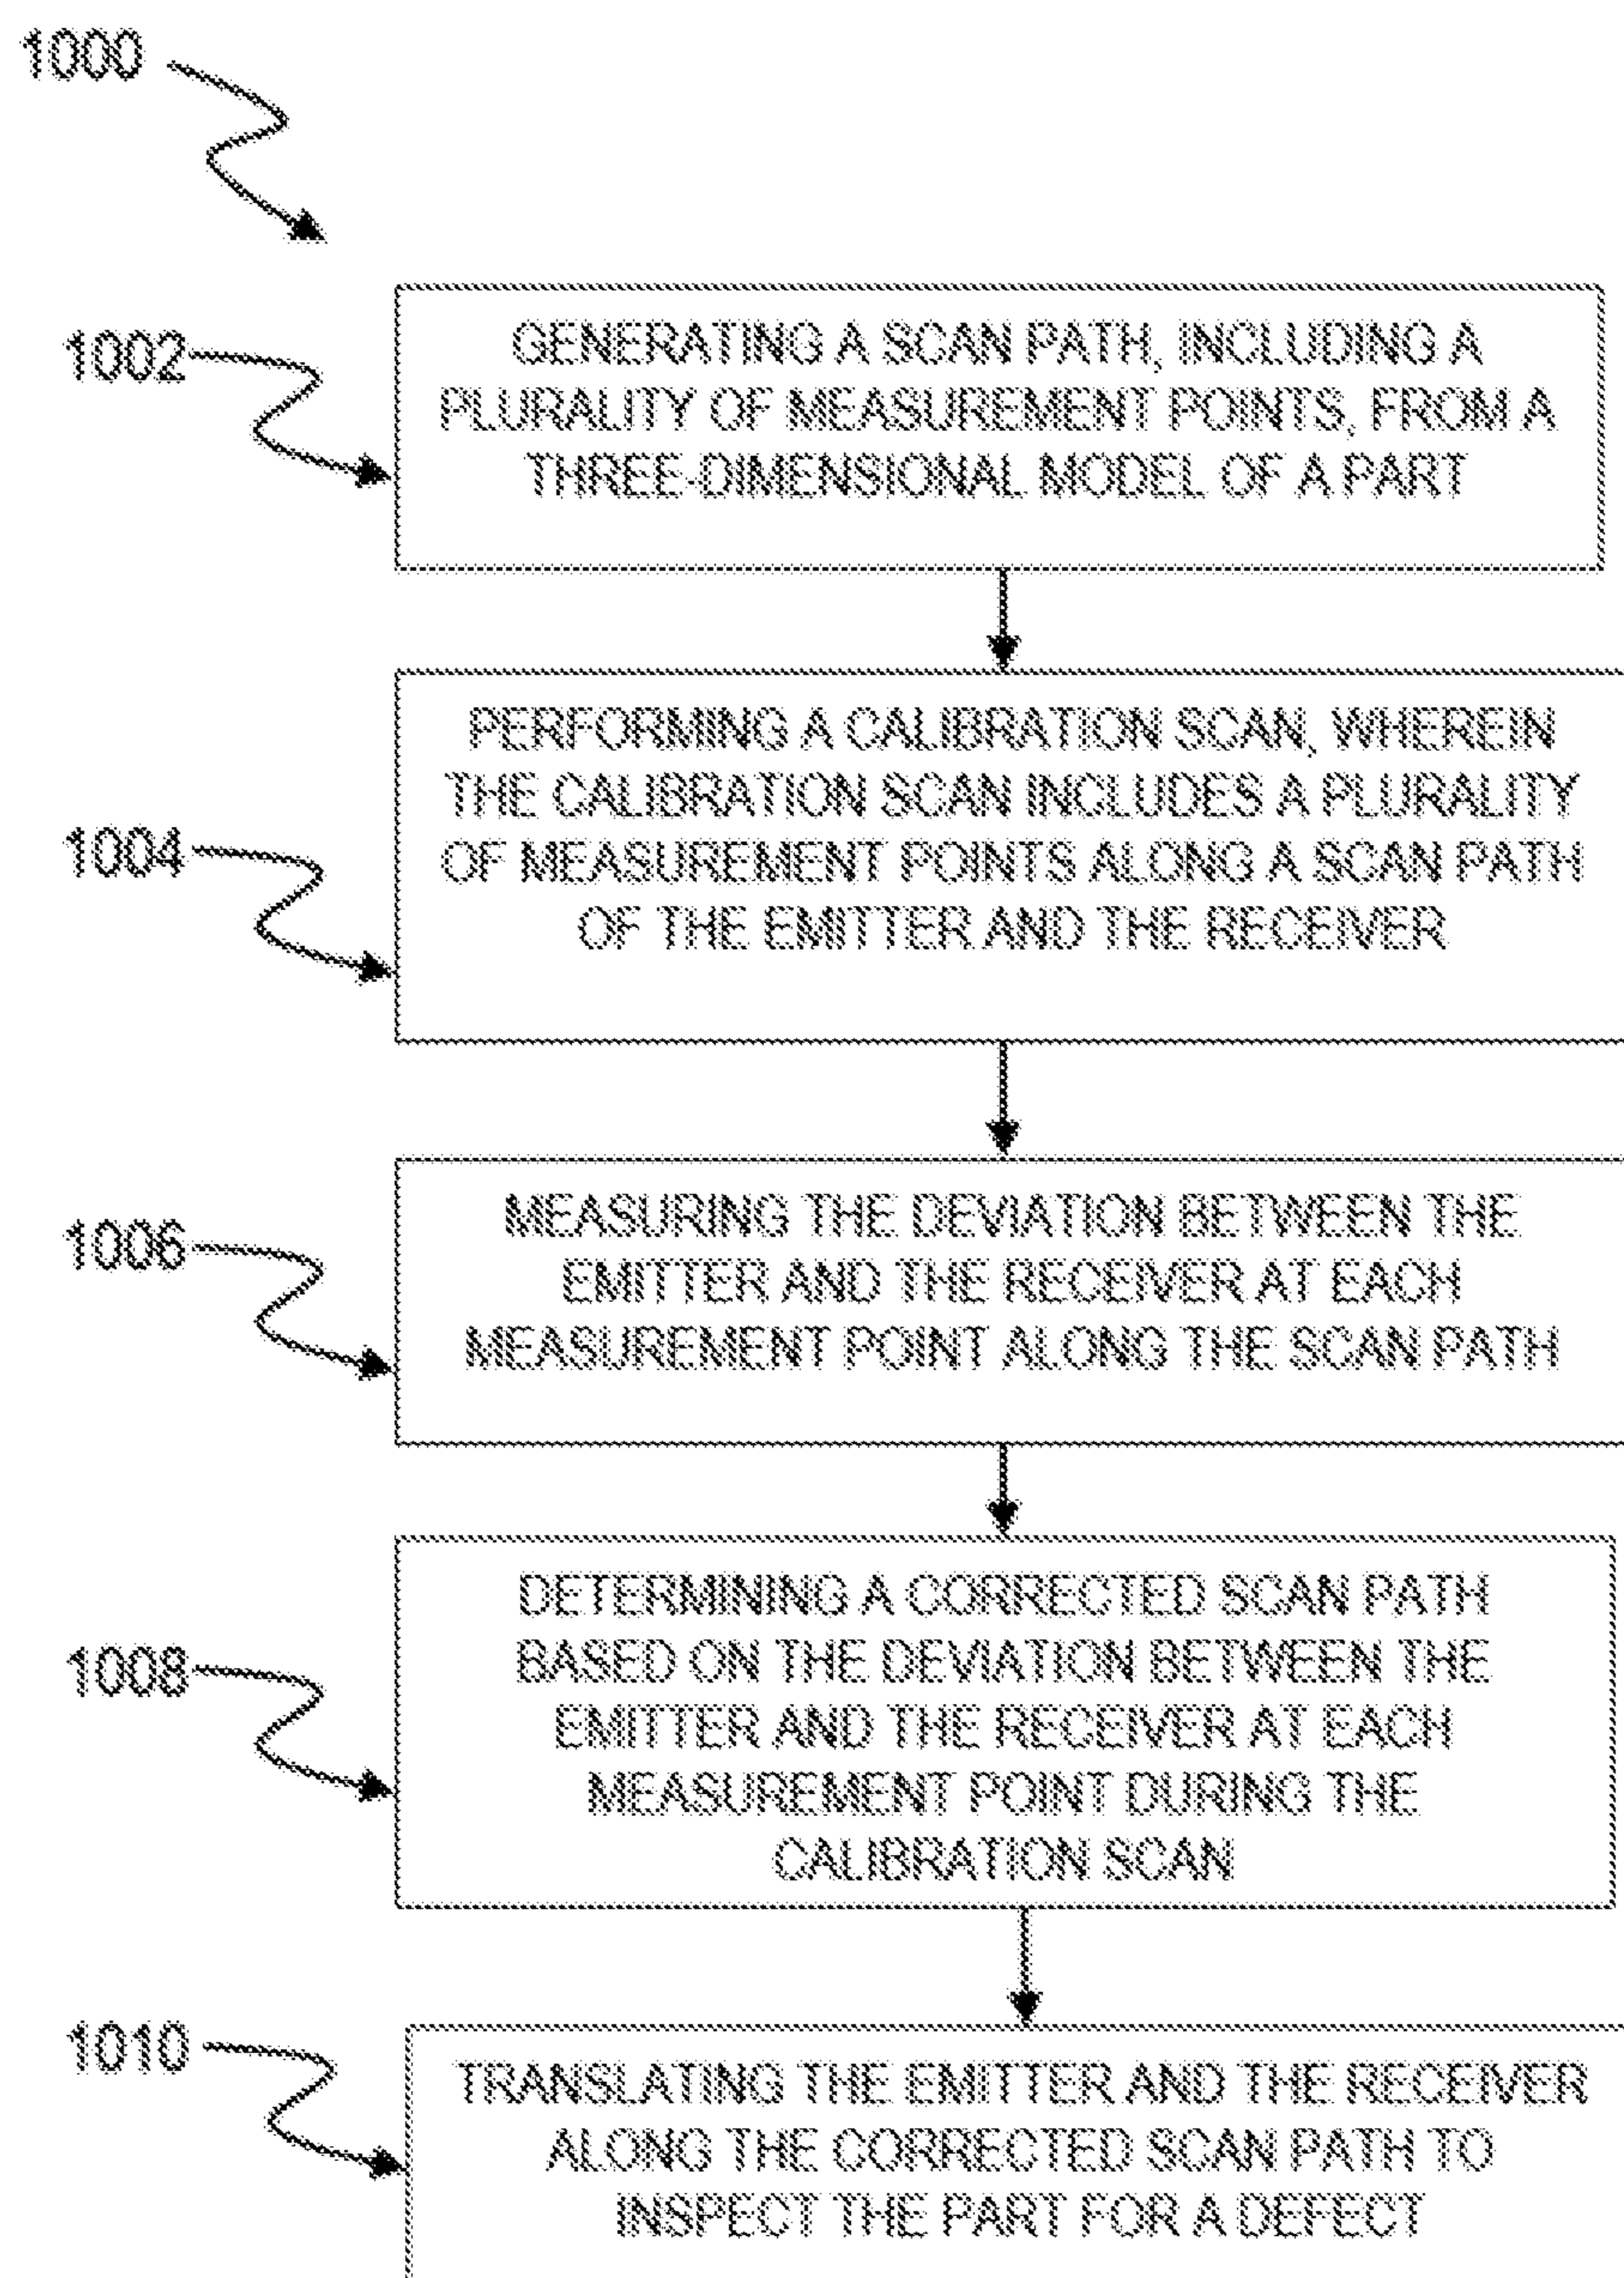 1000
1002
GENERATING A SCAN PATH, INCLUDING A
PLURALITY OF MEASUREMENT POINTS, FROM A
THREE-DIMENSIONAL MODEL OF A PART
1004
PERFORMING A CALIBRATION SCAN, WHEREIN
THE CALIBRATION SCAN INCLUDES A PLURALITY
OF MEASUREMENT POINTS ALONG A SCAN PATH
OF THE EMITTER AND THE RECEIVER
1006
MEASURING THE DEVIATION BETWEEN THE
EMITTER AND THE RECEIVER AT EACH
MEASUREMENT POINT ALONG THE SCAN PATH
1008
DETERMINING A CORRECTED SCAN PATH
BASED ON THE DEVIATION BETWEEN THE
EMITTER AND THE RECEIVER AT EACH
MEASUREMENT POINT DURING THE
CALIBRATION SCAN
1010
TRANSLATING THE EMITTER AND THE RECEIVER
ALONG THE CORRECTED SCAN PATH TO
INSPECT THE PART FOR A DEFECT